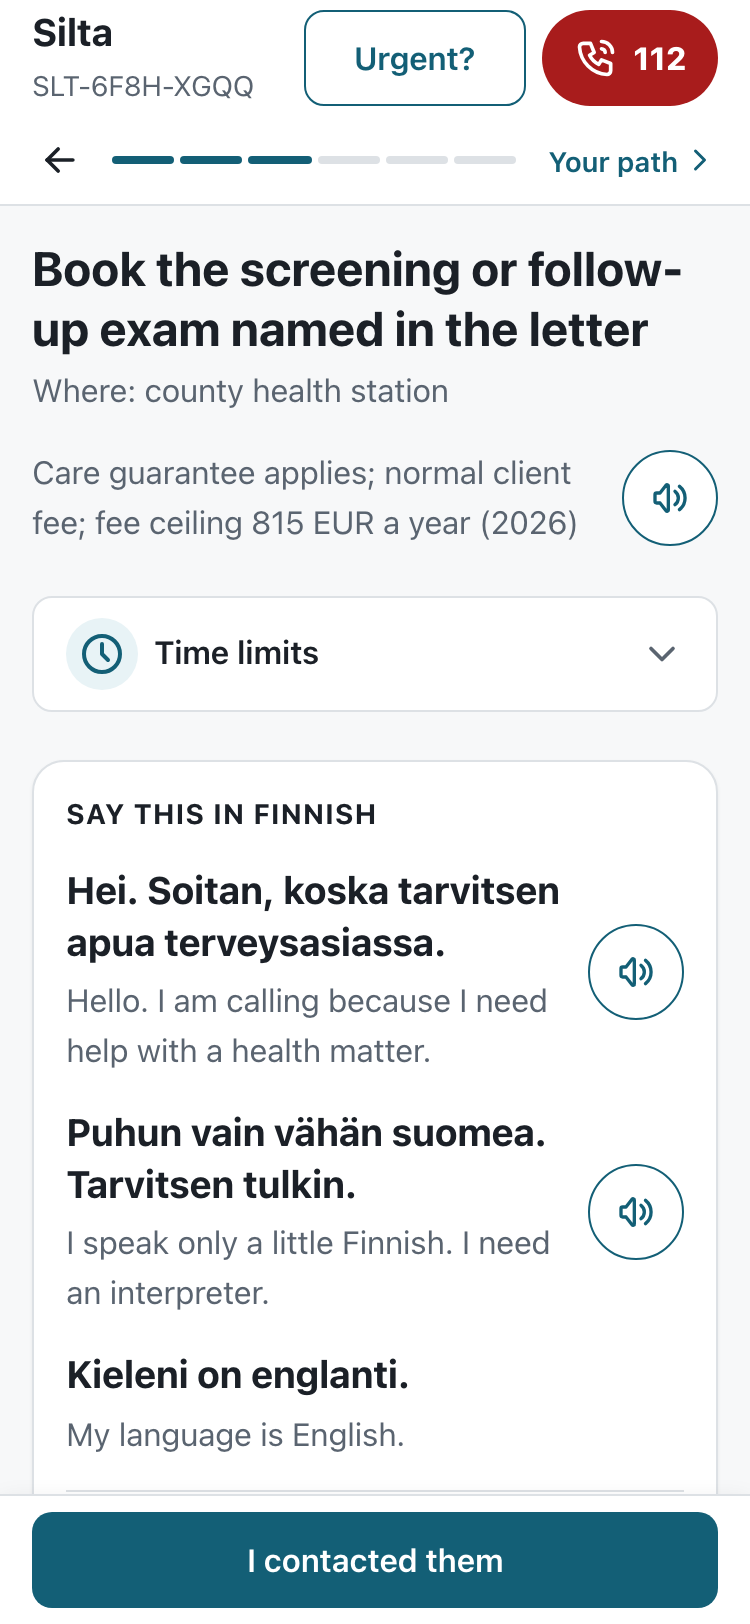 Silta
SLT-6F8H-XGQQ
Urgent?
112
Your path
Book the screening or follow-
up exam named in the letter
Where: county health station
Care guarantee applies; normal client
fee; fee ceiling 815 EUR a year (2026)
Time limits
SAY THIS IN FINNISH
Hei. Soitan, koska tarvitsen
apua terveysasiassa.
Hello. I am calling because I need
help with a health matter.
Puhun vain vähän suomea.
Tarvitsen tulkin.
I speak only a little Finnish. I need
an interpreter.
Kieleni on englanti.
My language is English.
I contacted them